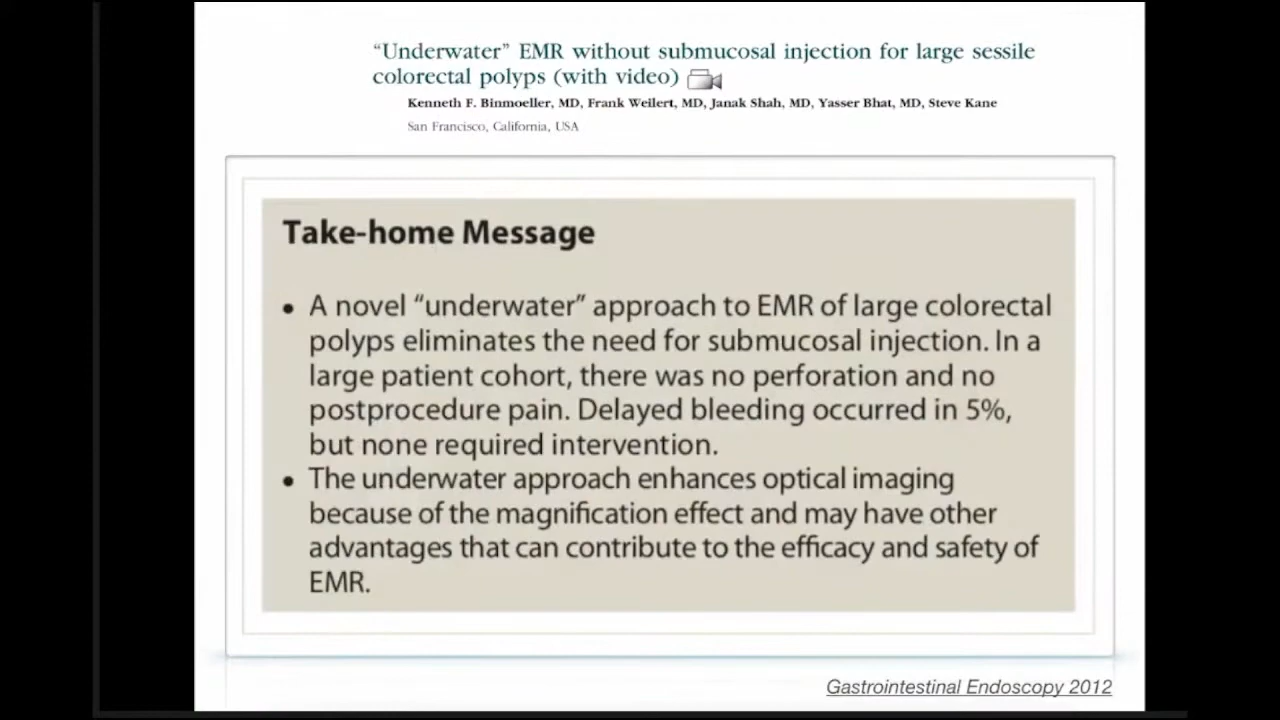 “Underwater” EMR without submucosal injection for large sessile
colorectal polyps (with video)
Kenneth F. Binmoeller, MD, Frank Weilert, MD, Janak Shah, MD, Yasser Bhat, MD, Steve Kane
San Francisco, California, USA
Take-home Message
• A novel “underwater” approach to EMR of large colorectal
polyps eliminates the need for submucosal injection. In a
large patient cohort, there was no perforation and no
postprocedure pain. Delayed bleeding occurred in 5%,
but none required intervention.
• The underwater approach enhances optical imaging
because of the magnification effect and may have other
advantages that can contribute to the efficacy and safety of
EMR.
Gastrointestinal Endoscopy 2012